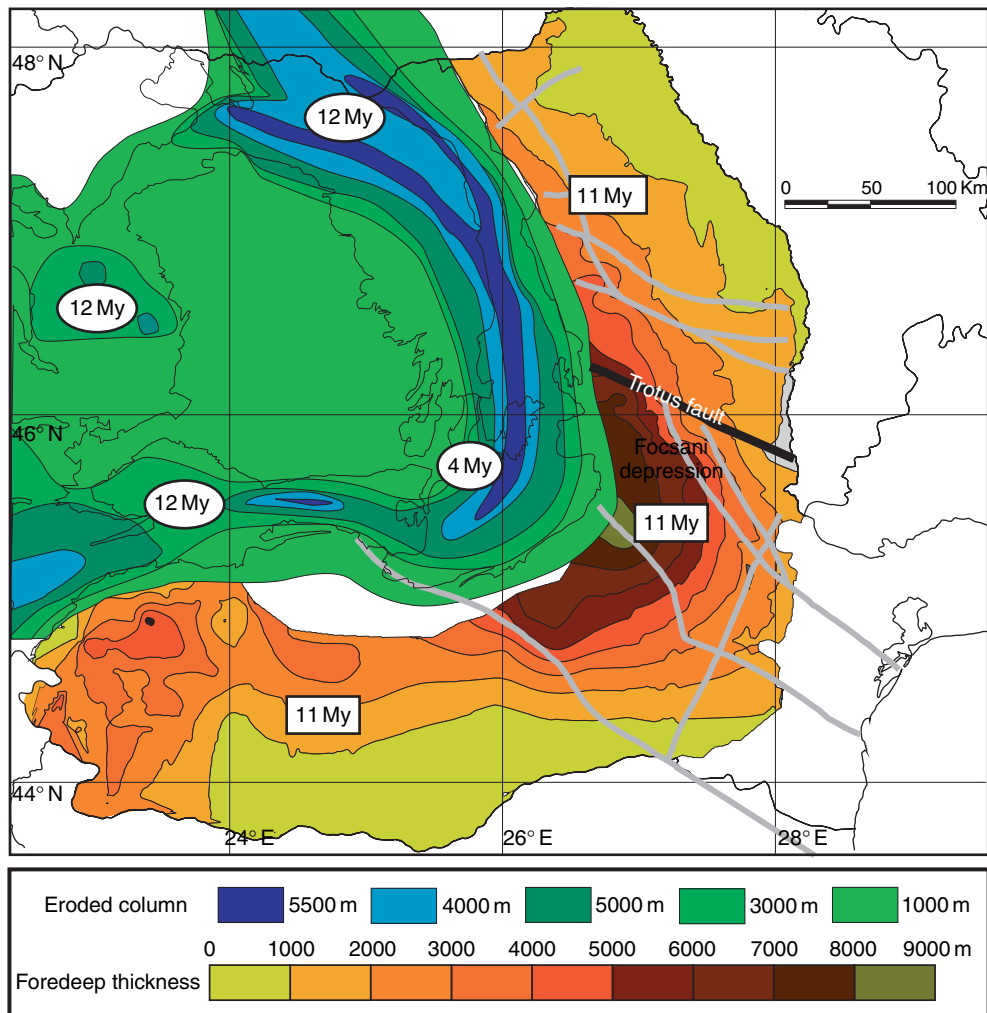 48° N
12 My
11 My
0 50 100 Km
12 My
Trotus fault
46° N
Focsani
depression
4 My
12 My
11 My
11 My
44° N
24° E
26° E
28° E
Eroded column
5500 m
4000 m
5000 m
3000 m
1000 m
0 1000 2000 3000 4000 5000 6000 7000 8000 9000 m
Foredeep thickness